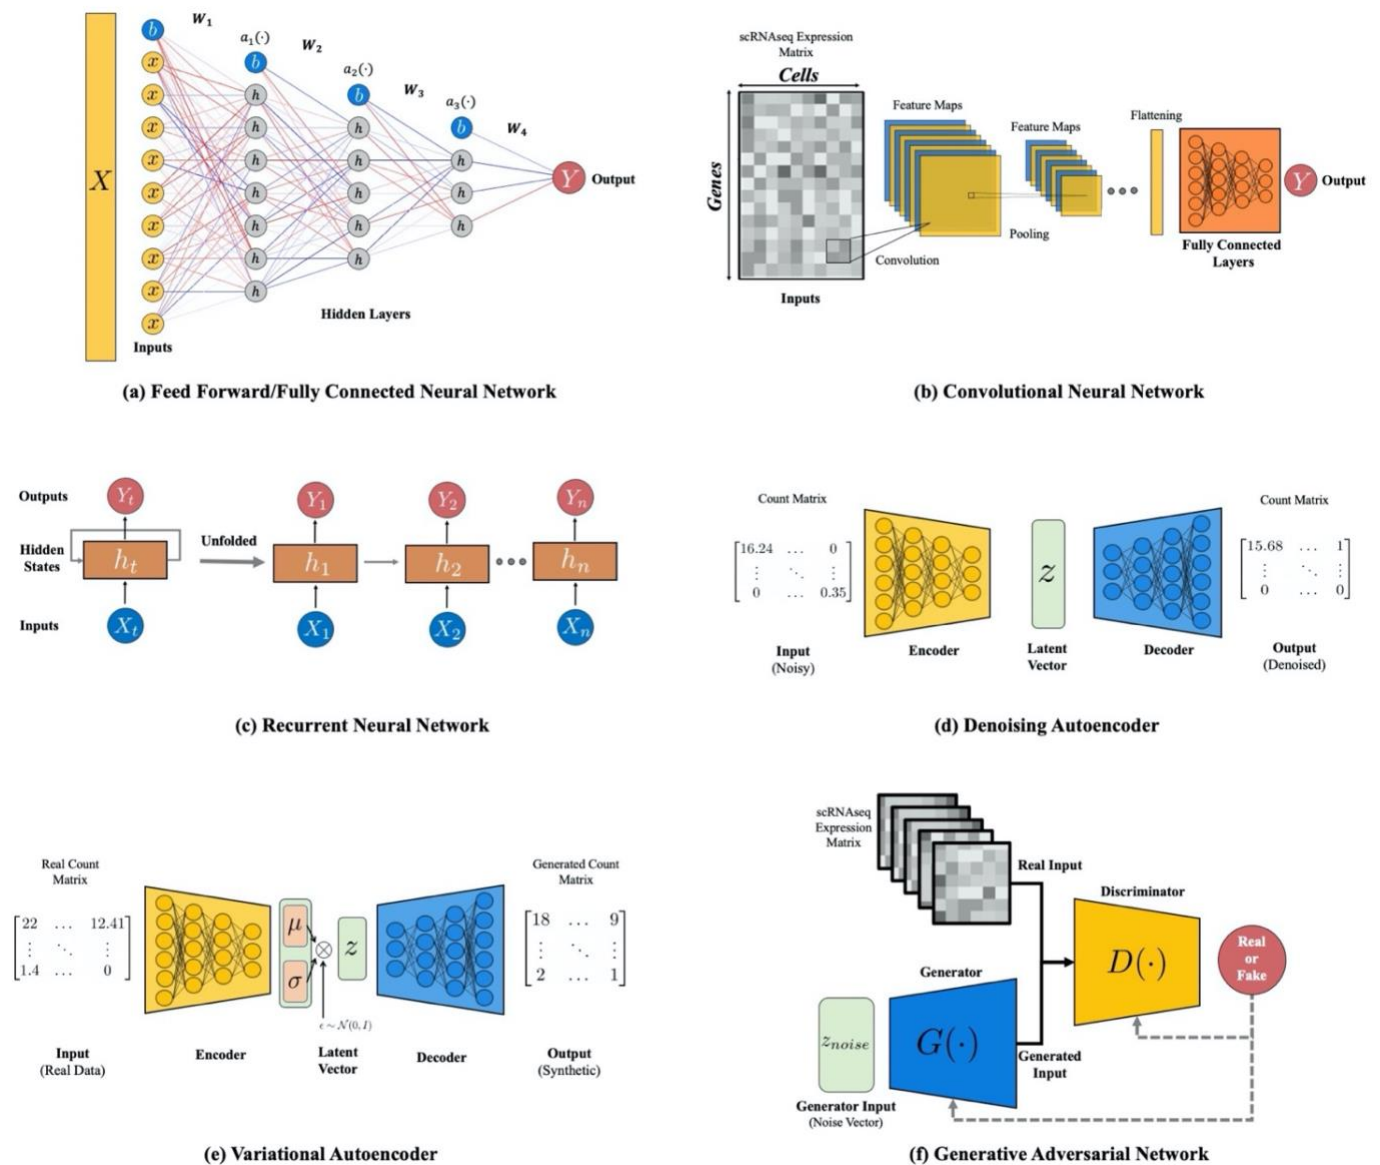 X
b
x
x
x
x
x
x
x
x
x
Inputs
W₁
a₁(·)
b
h
h
h
h
h
h
h
W₂
a₂(·)
b
h
h
h
h
h
Hidden Layers
W₃
a₃(·)
b
h
h
h
W₄
Y
Output
(a) Feed Forward/Fully Connected Neural Network
scRNAseq Expression
Matrix
Cells
Genes
Inputs
Feature Maps
Convolution
Feature Maps
Pooling
Flattening
Fully Connected
Layers
Y
Output
(b) Convolutional Neural Network
Outputs
Hidden
States
Inputs
Yₜ
hₜ
Xₜ
Unfolded
Y₁
h₁
X₁
Y₂
h₂
X₂
Yₙ
hₙ
Xₙ
(c) Recurrent Neural Network
Count Matrix
16.24 … 0
⋮ ⋱ ⋮
0 … 0.35
Input
(Noisy)
Encoder
z
Latent
Vector
Decoder
Count Matrix
15.68 … 1
⋮ ⋱ ⋮
0 … 0
Output
(Denoised)
(d) Denoising Autoencoder
Real Count
Matrix
22 … 12.41
⋮ ⋱ ⋮
1.4 … 0
Input
(Real Data)
Encoder
μ
σ
⊗
z
ϵ ~ N(0, I)
Latent
Vector
Decoder
Generated Count
Matrix
18 … 9
⋮ ⋱ ⋮
2 … 1
Output
(Synthetic)
(e) Variational Autoencoder
scRNAseq
Expression
Matrix
Real Input
Discriminator
D(·)
Real
or
Fake
Generator
z_noise
G(·)
Generated
Input
Generator Input
(Noise Vector)
(f) Generative Adversarial Network